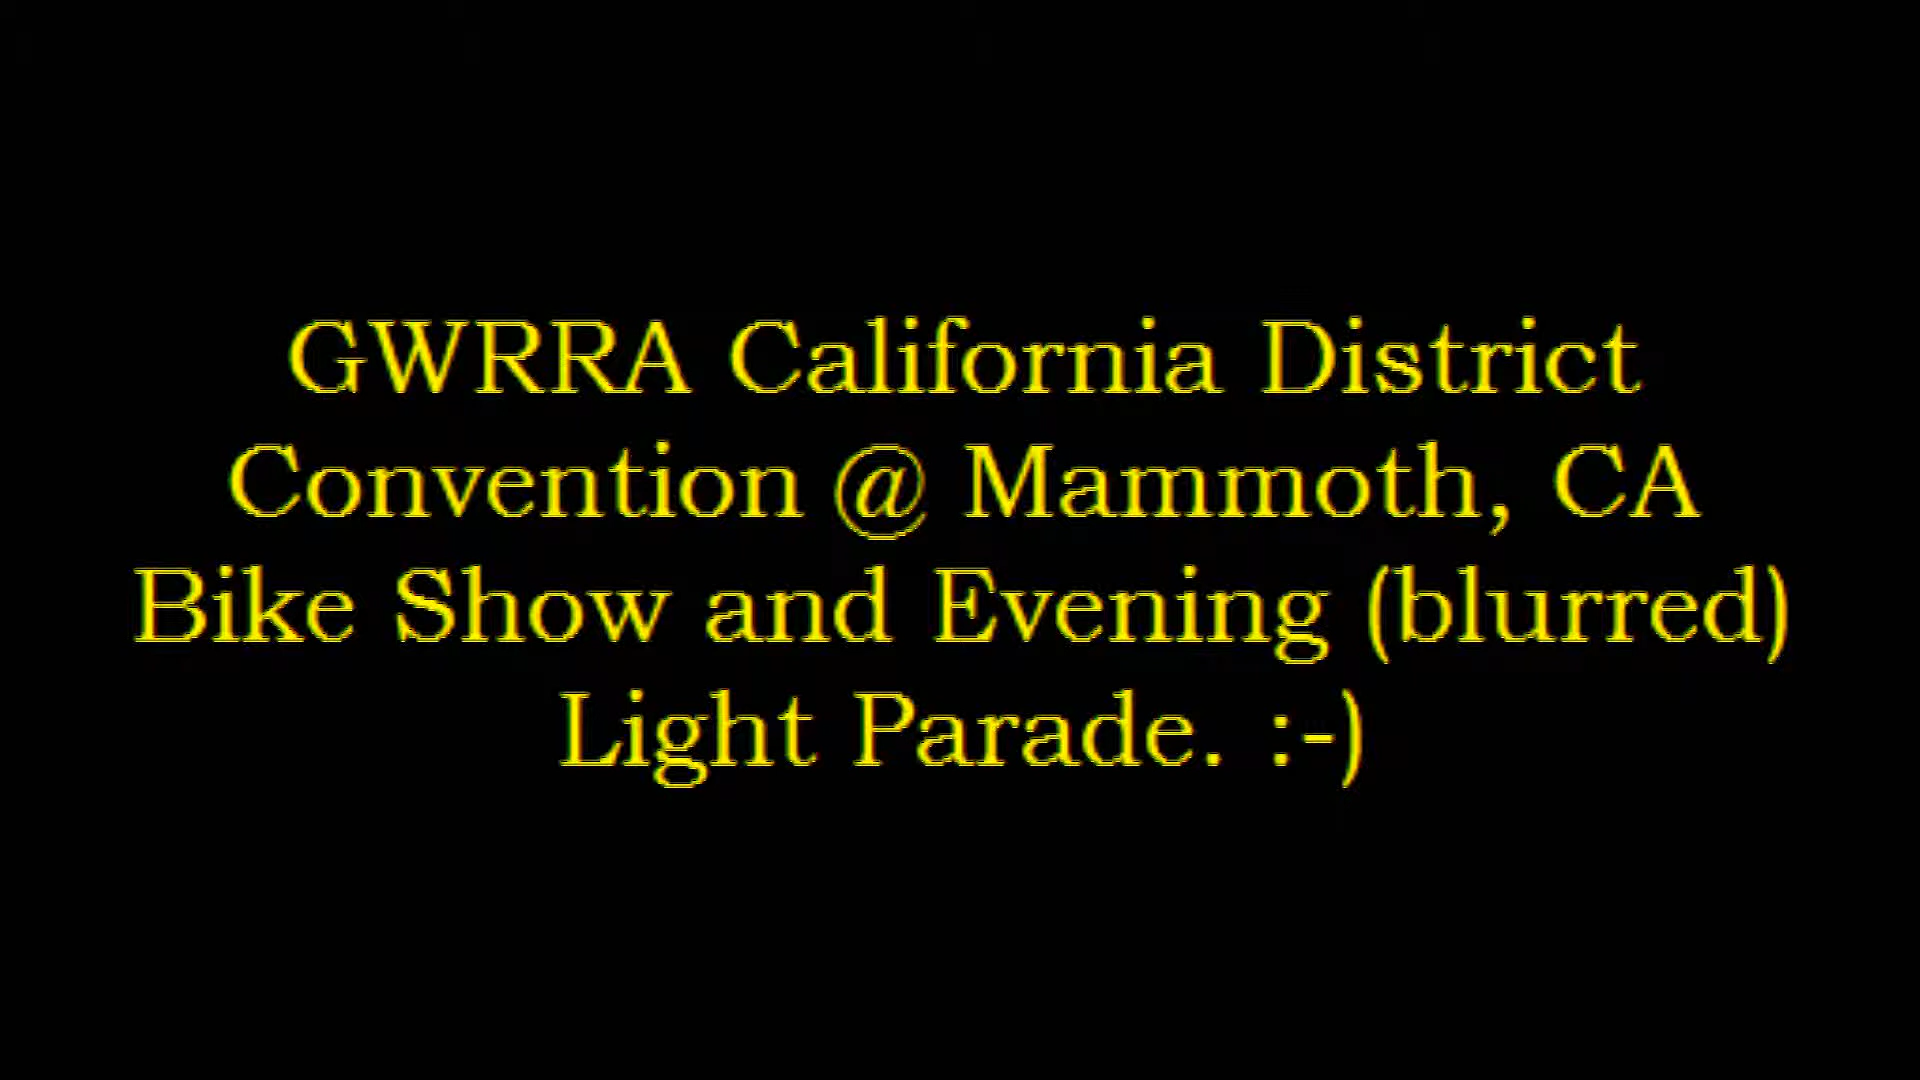 GWRRA California District
Convention @ Mammoth, CA
Bike Show and Evening (blurred)
Light Parade. :-)